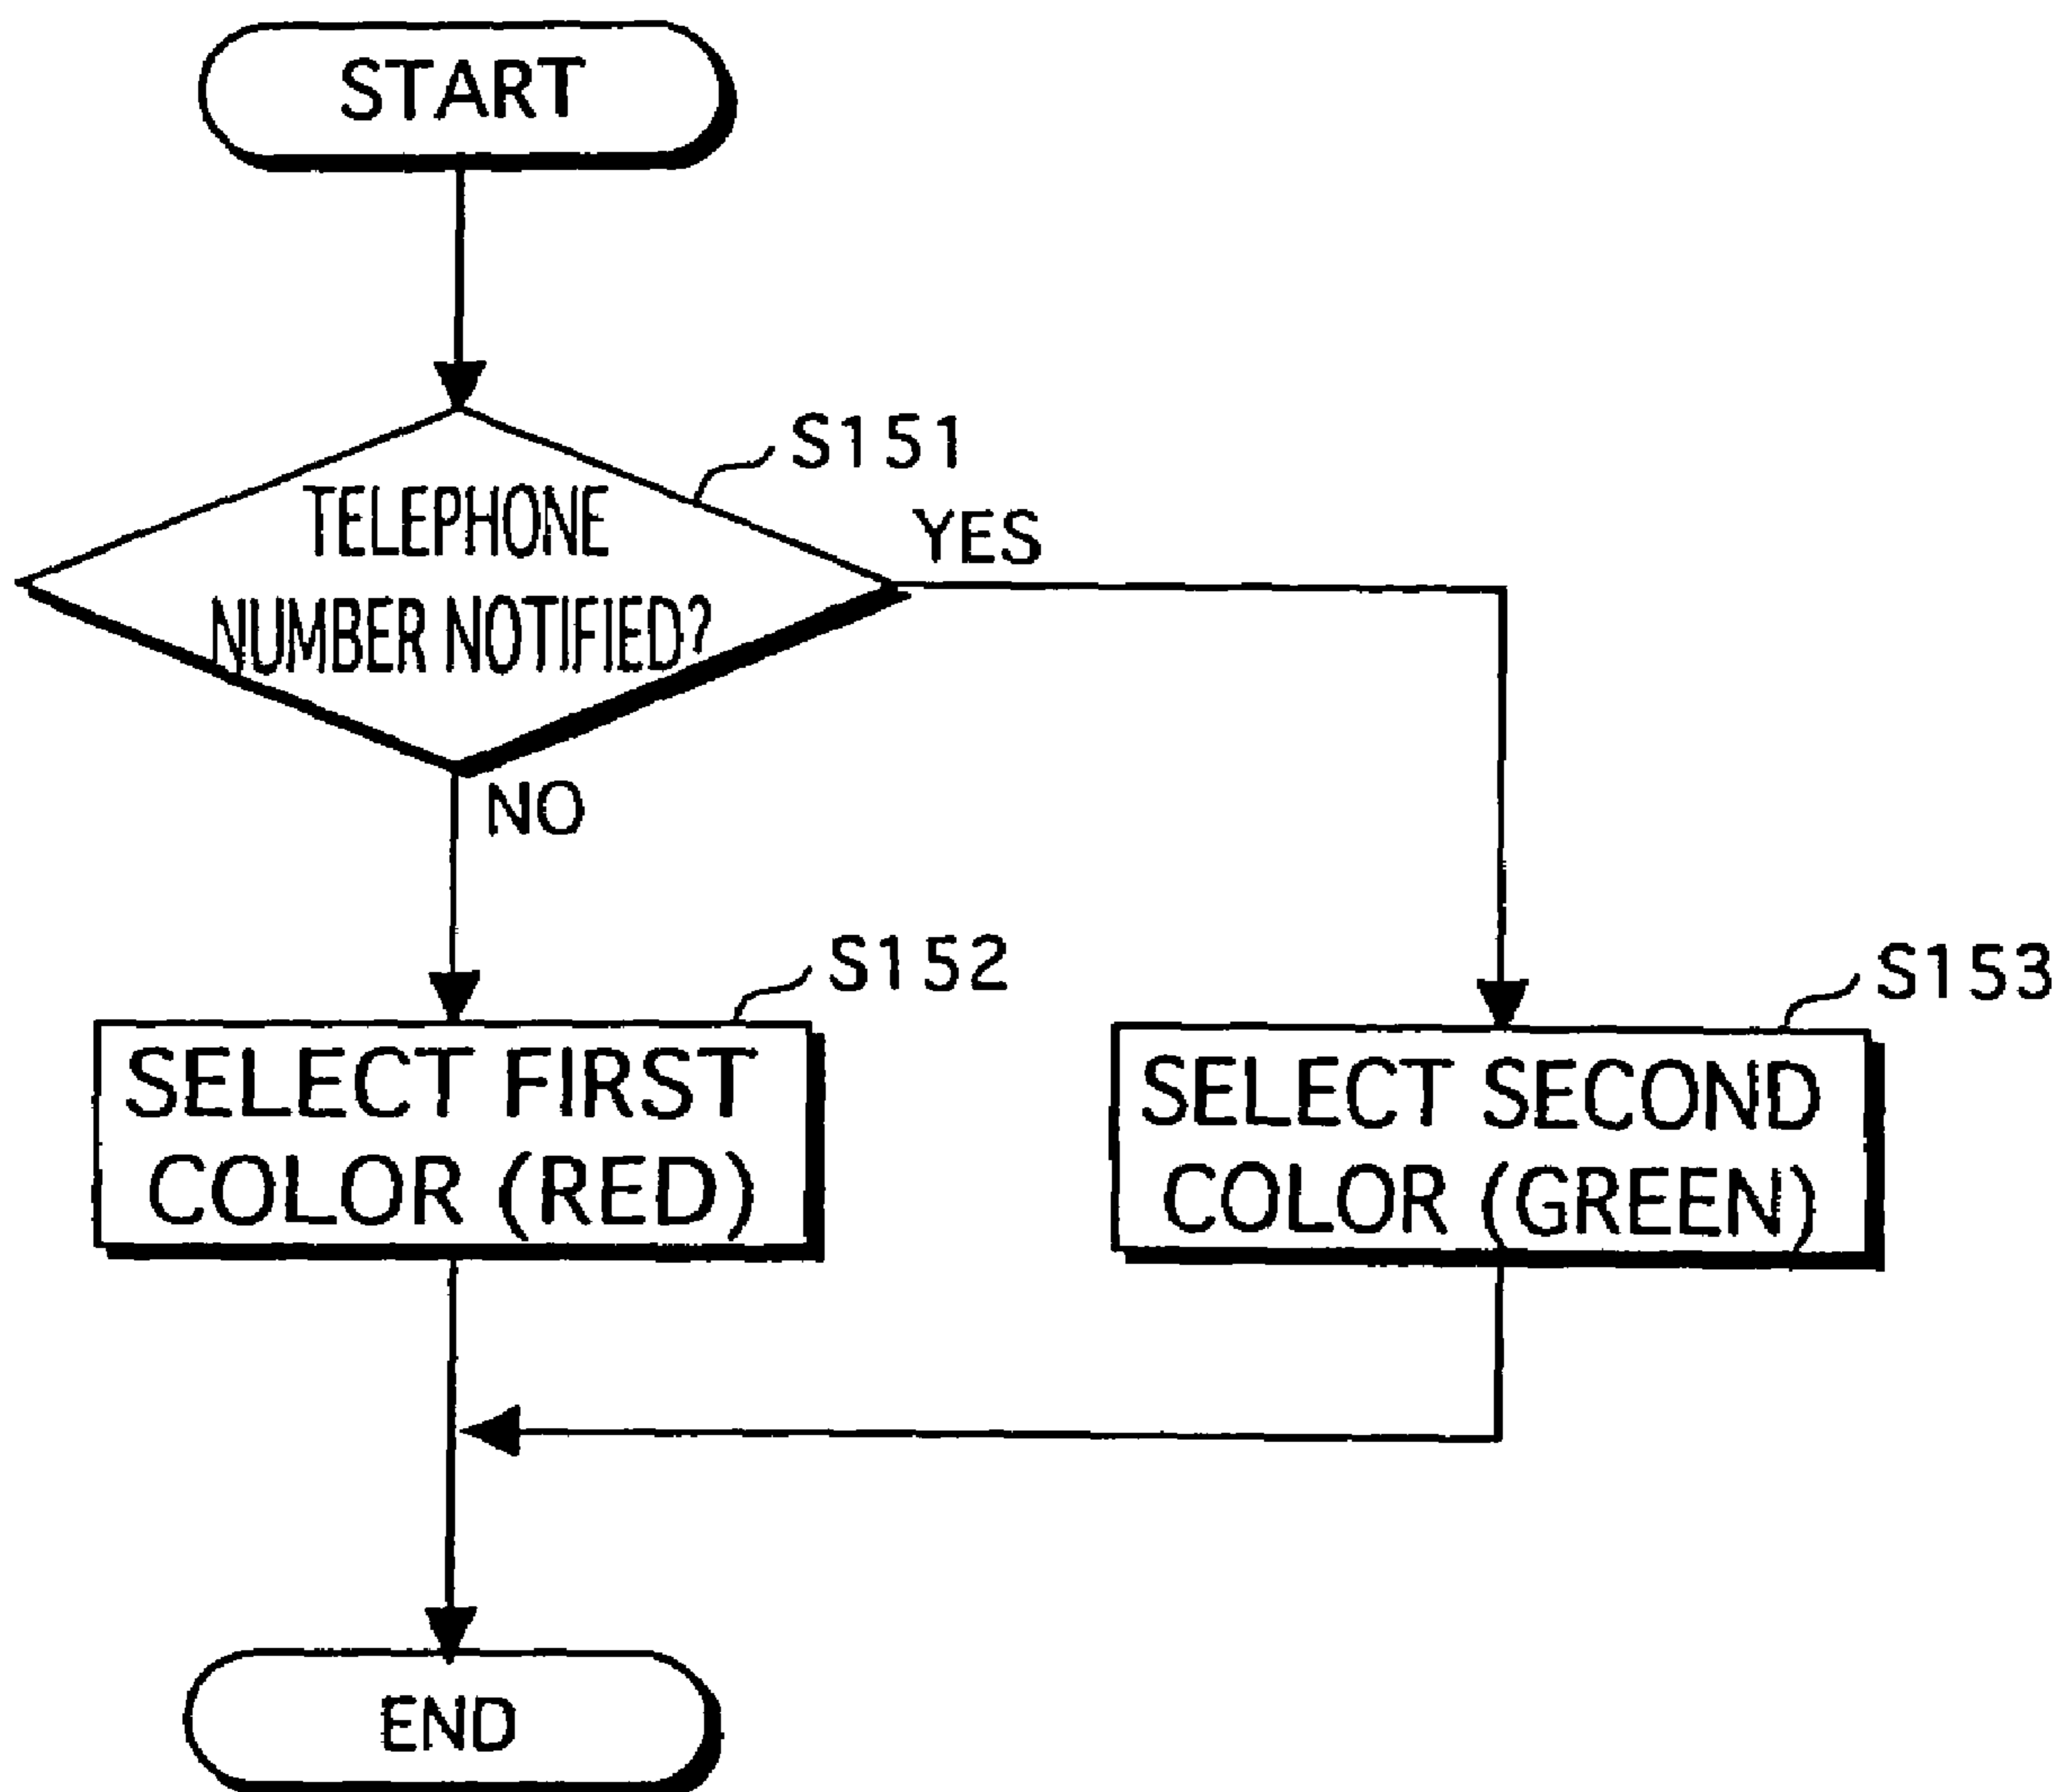 START
S151
TELEPHONE
NUMBER NOTIFIED?
YES
NO
S152
SELECT FIRST
COLOR (RED)
S153
SELECT SECOND
COLOR (GREEN)
END